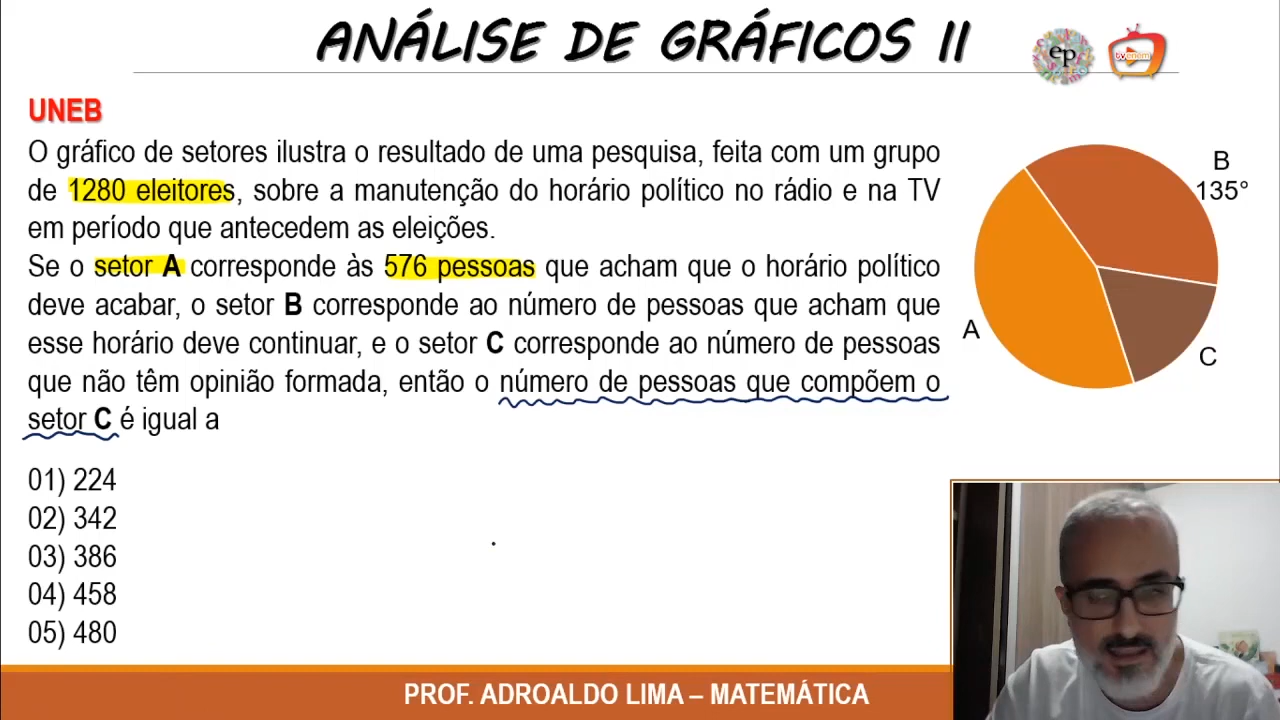 ANÁLISE DE GRÁFICOS II
ep
tvenem
UNEB
O gráfico de setores ilustra o resultado de uma pesquisa, feita com um grupo
de 1280 eleitores, sobre a manutenção do horário político no rádio e na TV
em período que antecedem as eleições.
Se o setor A corresponde às 576 pessoas que acham que o horário político
deve acabar, o setor B corresponde ao número de pessoas que acham que
esse horário deve continuar, e o setor C corresponde ao número de pessoas
que não têm opinião formada, então o número de pessoas que compõem o
setor C é igual a
B
135°
A
C
01) 224
02) 342
03) 386
04) 458
05) 480
PROF. ADROALDO LIMA – MATEMÁTICA